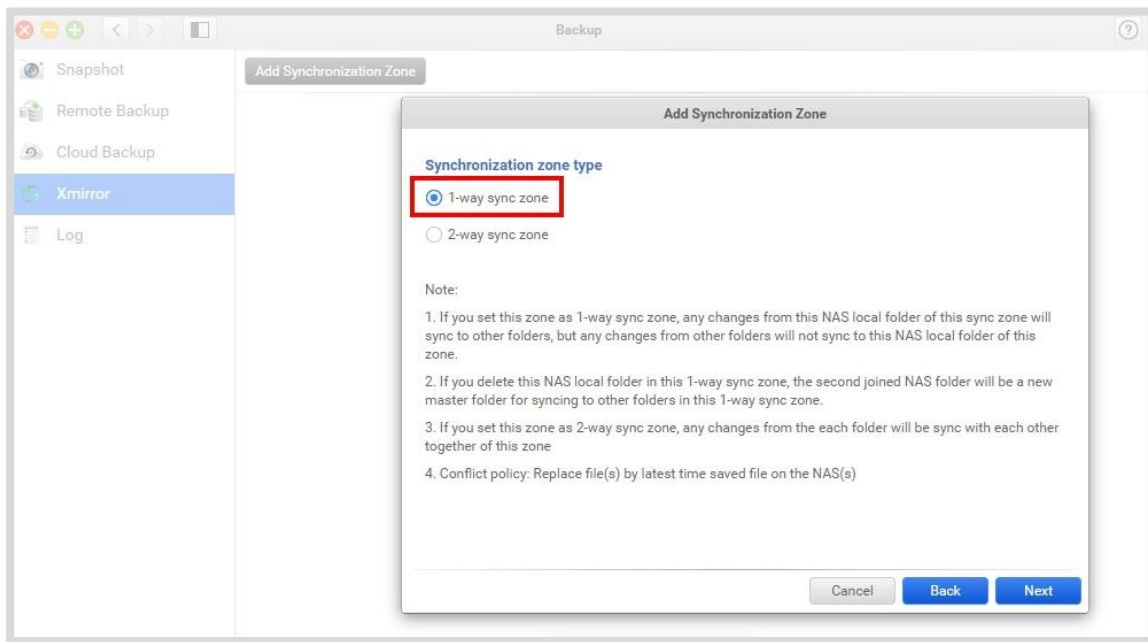 Backup
?
Snapshot
Add Synchronization Zone
Remote Backup
Cloud Backup
Xmirror
Log
Add Synchronization Zone
Synchronization zone type
1-way sync zone
2-way sync zone
Note:
1. If you set this zone as 1-way sync zone, any changes from this NAS local folder of this sync zone will
sync to other folders, but any changes from other folders will not sync to this NAS local folder of this
zone.
2. If you delete this NAS local folder in this 1-way sync zone, the second joined NAS folder will be a new
master folder for syncing to other folders in this 1-way sync zone.
3. If you set this zone as 2-way sync zone, any changes from the each folder will be sync with each other
together of this zone
4. Conflict policy: Replace file(s) by latest time saved file on the NAS(s)
Cancel Back Next